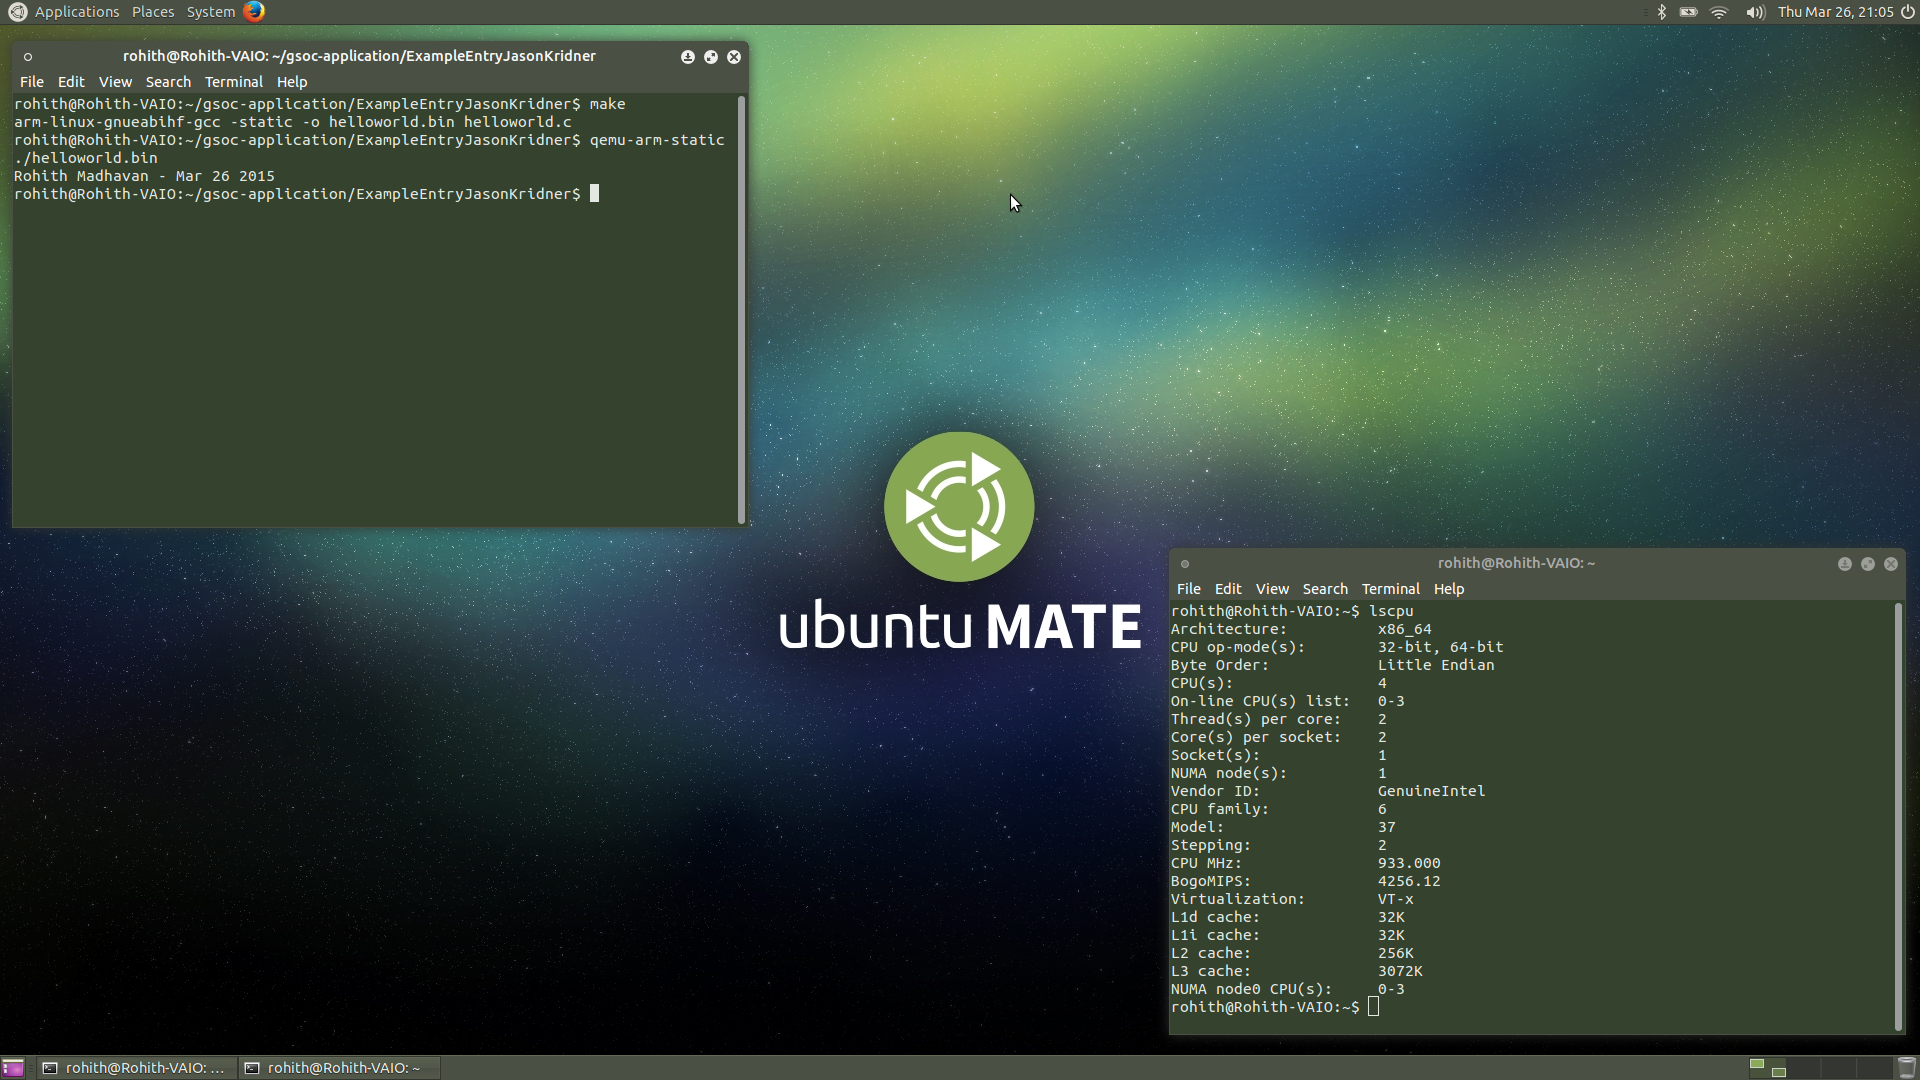 Applications Places System
Thu Mar 26, 21:05
rohith@Rohith-VAIO: ~/gsoc-application/ExampleEntryJasonKridner
File Edit View Search Terminal Help
rohith@Rohith-VAIO:~/gsoc-application/ExampleEntryJasonKridner$ make
arm-linux-gnueabihf-gcc -static -o helloworld.bin helloworld.c
rohith@Rohith-VAIO:~/gsoc-application/ExampleEntryJasonKridner$ qemu-arm-static
./helloworld.bin
Rohith Madhavan - Mar 26 2015
rohith@Rohith-VAIO:~/gsoc-application/ExampleEntryJasonKridner$
ubuntu MATE
rohith@Rohith-VAIO: ~
File Edit View Search Terminal Help
rohith@Rohith-VAIO:~$ lscpu
Architecture: x86_64
CPU op-mode(s): 32-bit, 64-bit
Byte Order: Little Endian
CPU(s): 4
On-line CPU(s) list: 0-3
Thread(s) per core: 2
Core(s) per socket: 2
Socket(s): 1
NUMA node(s): 1
Vendor ID: GenuineIntel
CPU family: 6
Model: 37
Stepping: 2
CPU MHz: 933.000
BogoMIPS: 4256.12
Virtualization: VT-x
L1d cache: 32K
L1i cache: 32K
L2 cache: 256K
L3 cache: 3072K
NUMA node0 CPU(s): 0-3
rohith@Rohith-VAIO:~$
rohith@Rohith-VAIO: ...
rohith@Rohith-VAIO: ~